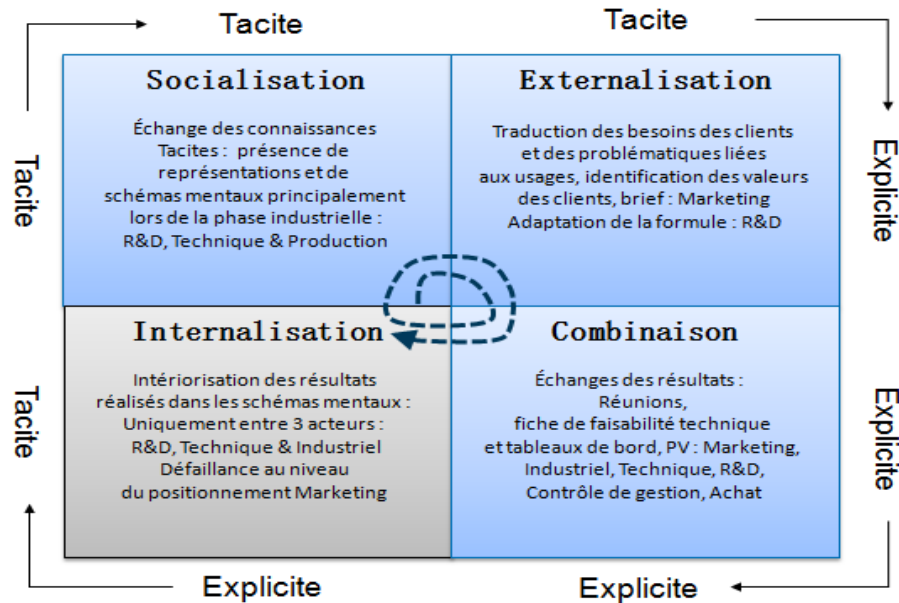 Tacite
Tacite
Tacite
Socialisation
Échange des connaissances
Tacites : présence de
représentations et de
schémas mentaux principalement
lors de la phase industrielle :
R&D, Technique & Production
Externalisation
Traduction des besoins des clients
et des problématiques liées
aux usages, identification des valeurs
des clients, brief : Marketing
Adaptation de la formule : R&D
Explicite
Tacite
Internalisation
Intériorisation des résultats
réalisés dans les schémas mentaux :
Uniquement entre 3 acteurs :
R&D, Technique & Industriel
Défaillance au niveau
du positionnement Marketing
Combinaison
Échanges des résultats :
Réunions,
fiche de faisabilité technique
et tableaux de bord, PV : Marketing,
Industriel, Technique, R&D,
Contrôle de gestion, Achat
Explicite
Explicite
Explicite